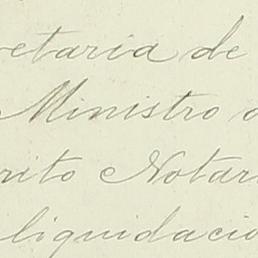 retaria de
Ministro
rito Notar
liquidacio